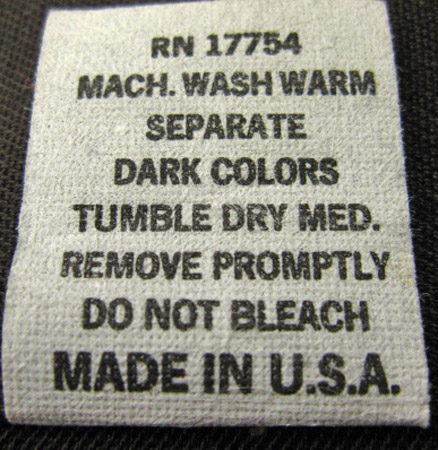 RN 17754
MACH. WASH WARM
SEPARATE
DARK COLORS
TUMBLE DRY MED.
REMOVE PROMPTLY
DO NOT BLEACH
MADE IN U.S.A.